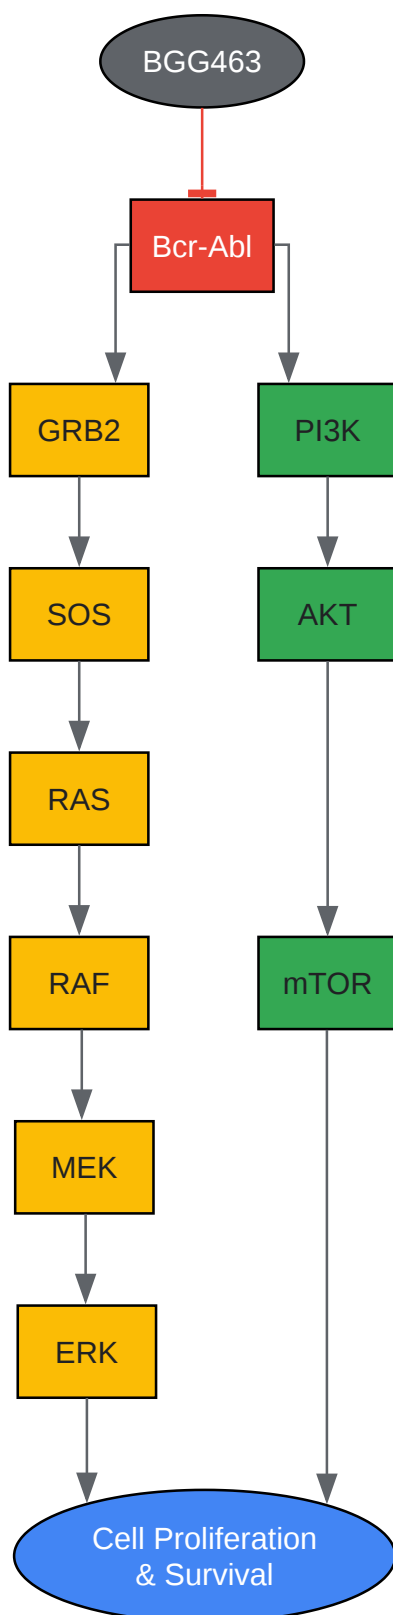 BGG463
Bcr-Abl
GRB2
PI3K
SOS
AKT
RAS
RAF
mTOR
MEK
ERK
Cell Proliferation
& Survival